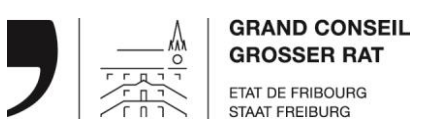 GRAND CONSEIL
GROSSER RAT
ETAT DE FRIBOURG
STAAT FREIBURG